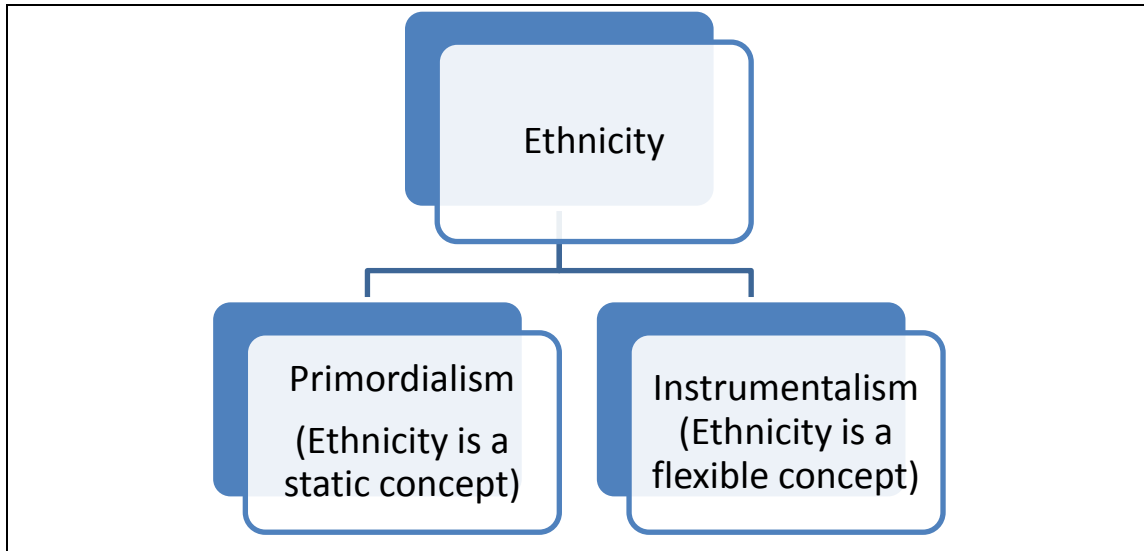 Ethnicity
Primordialism
(Ethnicity is a
static concept)
Instrumentalism
(Ethnicity is a
flexible concept)